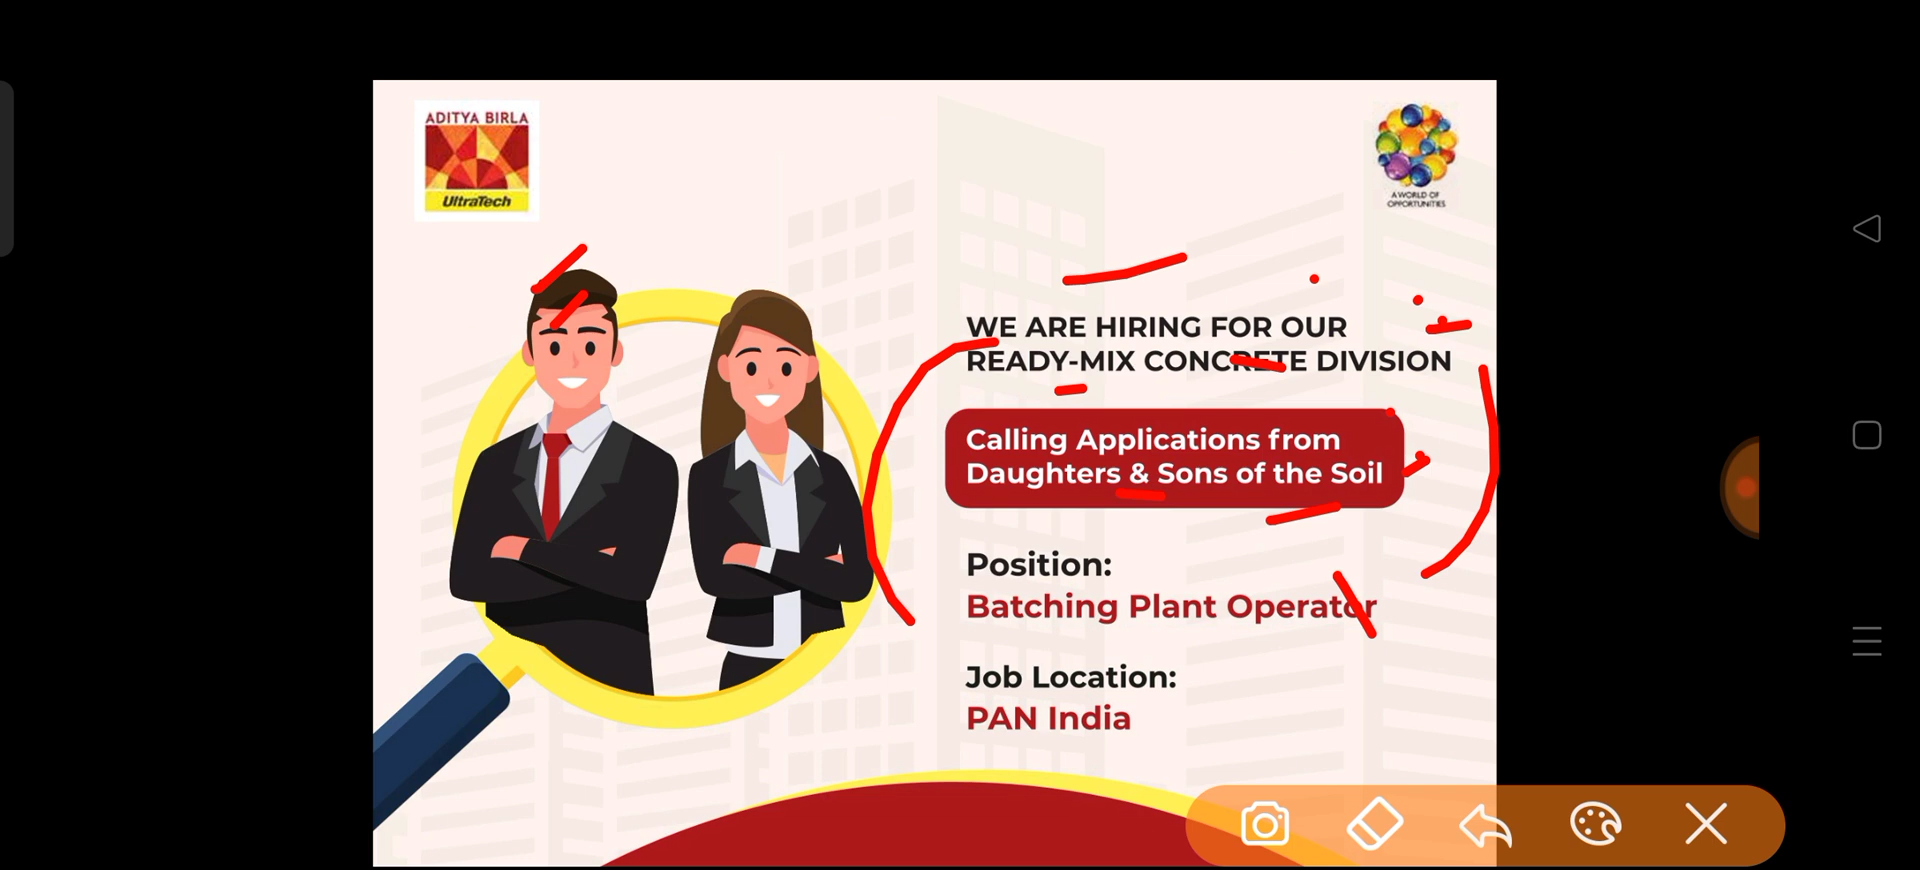 ADITYA BIRLA
UltraTech
A WORLD OF
OPPORTUNITIES
WE ARE HIRING FOR OUR
READY-MIX CONCRETE DIVISION
Calling Applications from
Daughters & Sons of the Soil
Position:
Batching Plant Operator
Job Location:
PAN India